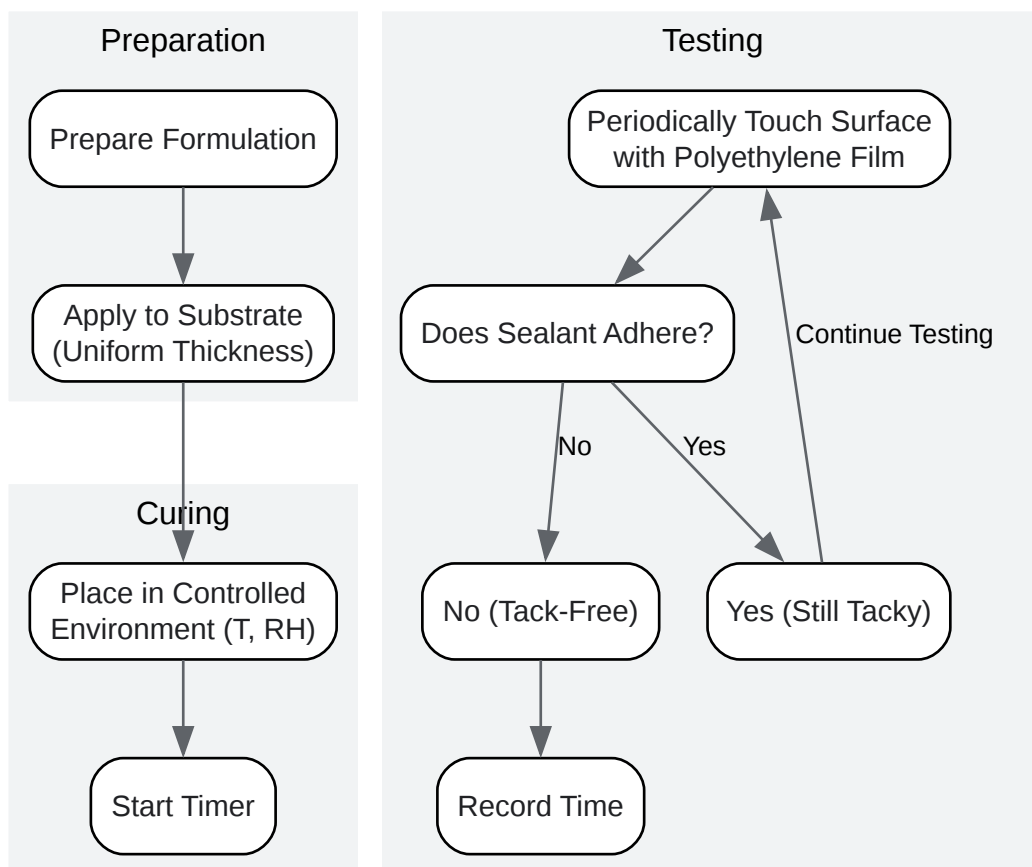 Preparation
Prepare Formulation
Apply to Substrate
(Uniform Thickness)
Curing
Place in Controlled
Environment (T, RH)
Start Timer
Testing
Periodically Touch Surface
with Polyethylene Film
Does Sealant Adhere?
Continue Testing
No
Yes
No (Tack-Free)
Yes (Still Tacky)
Record Time